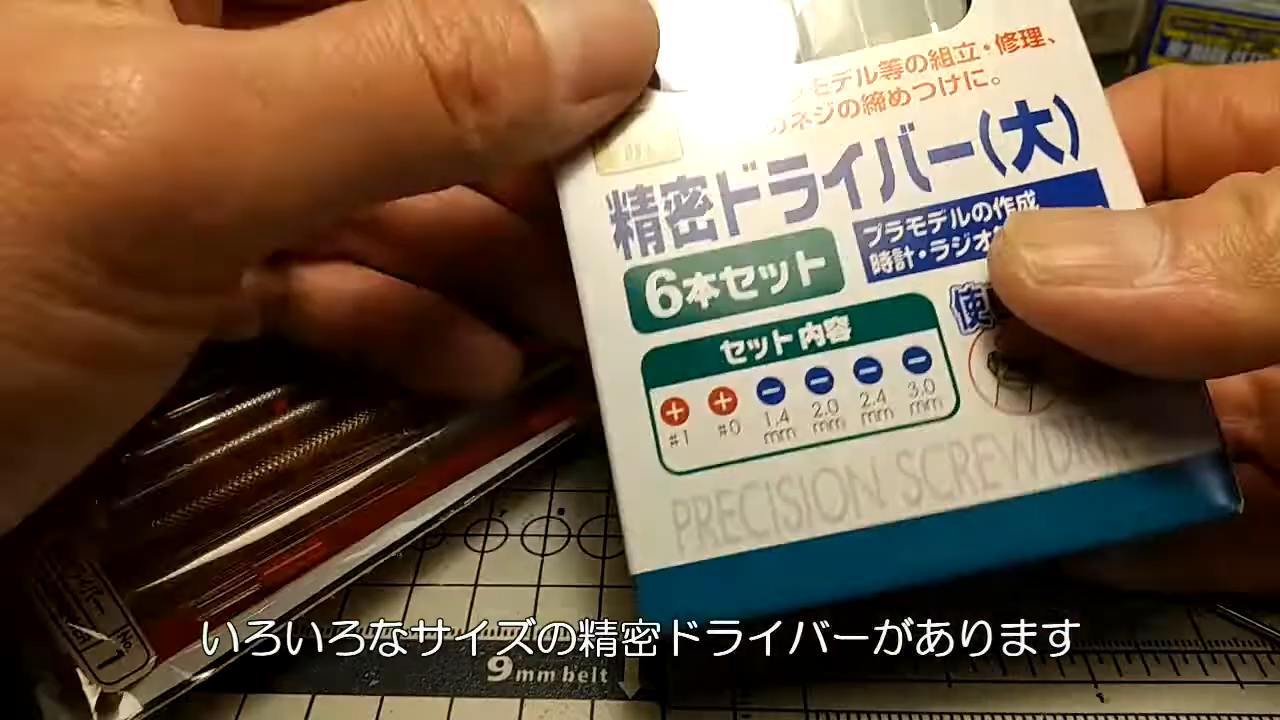 モデル等の組立・修理、
ネジの締めつけに。
精密ドライバー(大)
6本セット
プラモデルの作成
時計・ラジオ
使
セット内容
#1 #0 1.4 mm 2.0 mm 2.4 mm 3.0 mm
PRECISION SCREWDRI
No.
1
いろいろなサイズの精密ドライバーがあります
9mm belt